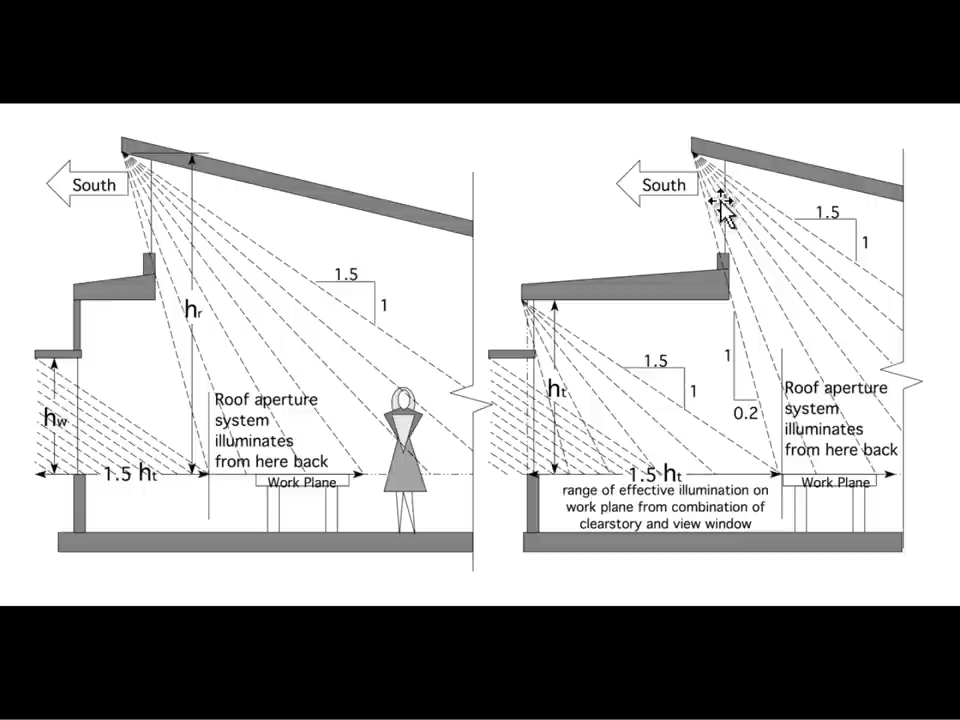 South
hr
1.5
1
hw
Roof aperture
system
illuminates
from here back
1.5 ht
Work Plane
South
1.5
1
1.5
1
1
0.2
ht
Roof aperture
system
illuminates
from here back
1.5 ht
Work Plane
range of effective illumination on
work plane from combination of
clearstory and view window